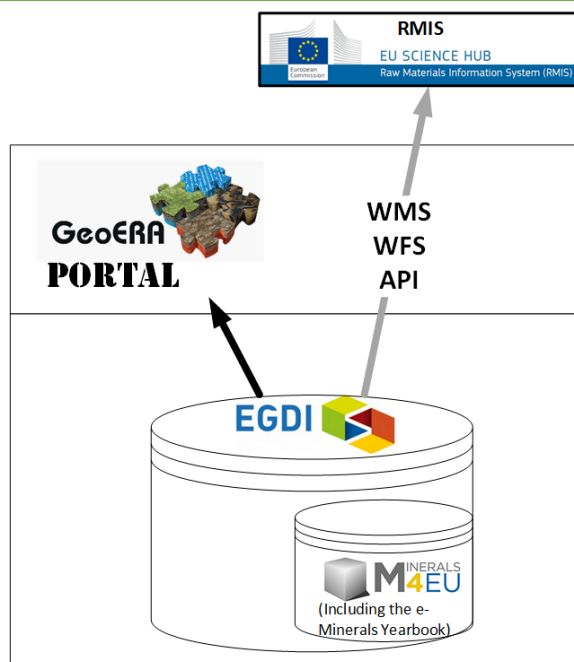 RMIS
European
Commission
EU SCIENCE HUB
Raw Materials Information System (RMIS)
GeoERA
PORTAL
WMS
WFS
API
EGDI
MINERALS
4EU
(Including the e-
Minerals Yearbook)